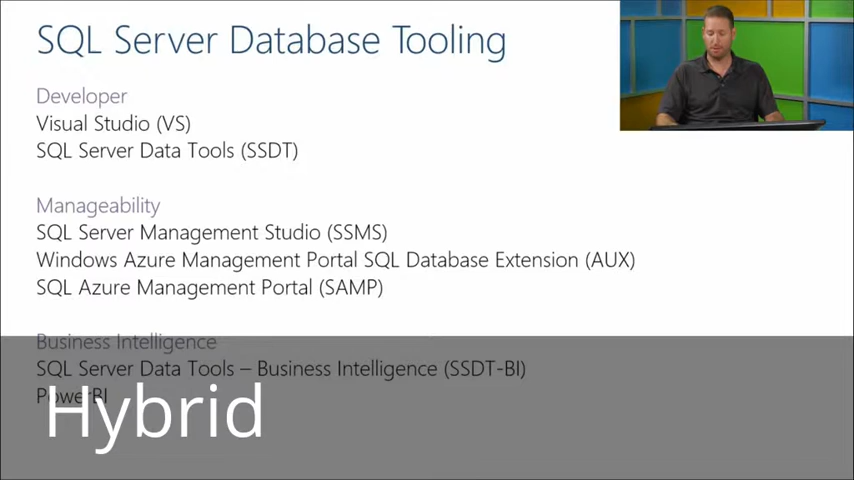 SQL Server Database Tooling
Developer
Visual Studio (VS)
SQL Server Data Tools (SSDT)
Manageability
SQL Server Management Studio (SSMS)
Windows Azure Management Portal SQL Database Extension (AUX)
SQL Azure Management Portal (SAMP)
Business Intelligence
SQL Server Data Tools – Business Intelligence (SSDT-BI)
PowerBI
Hybrid